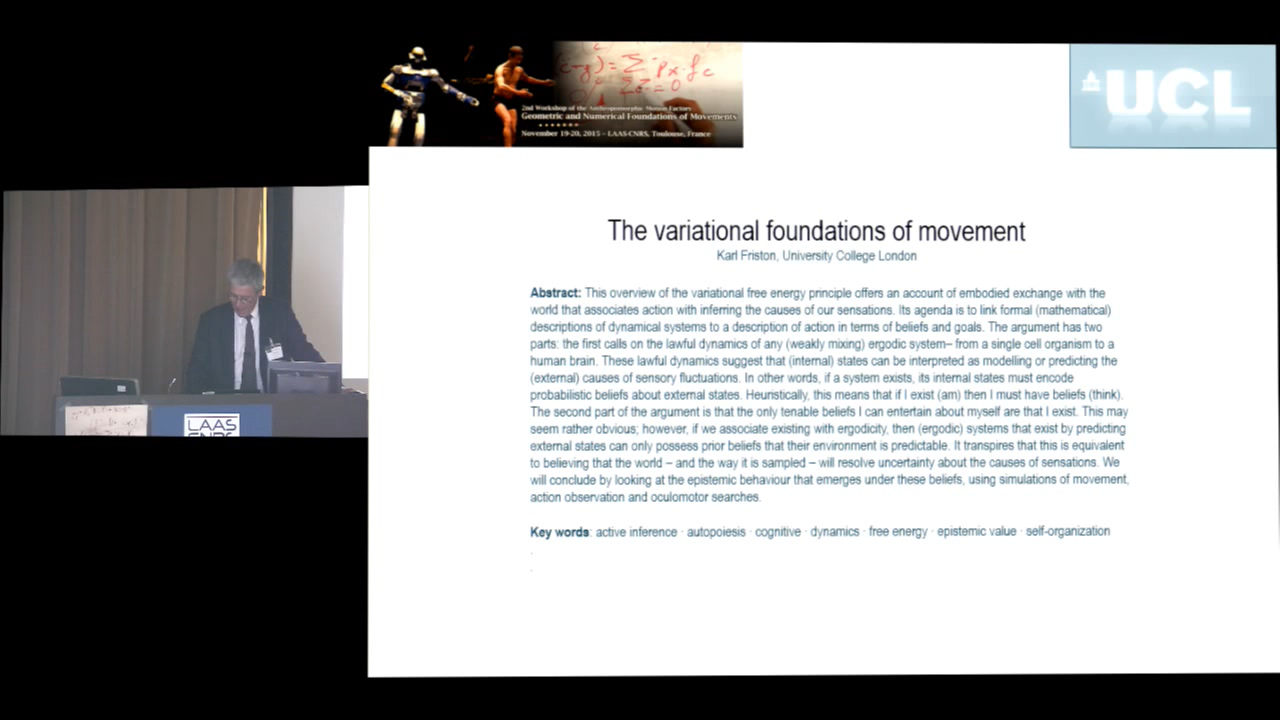 2nd Workshop of the Anthropomorphic Motion Factory
Geometric and Numerical Foundations of Movements
November 19-20, 2015 – LAAS-CNRS, Toulouse, France
UCL
The variational foundations of movement
Karl Friston, University College London
Abstract: This overview of the variational free energy principle offers an account of embodied exchange with the
world that associates action with inferring the causes of our sensations. Its agenda is to link formal (mathematical)
descriptions of dynamical systems to a description of action in terms of beliefs and goals. The argument has two
parts: the first calls on the lawful dynamics of any (weakly mixing) ergodic system– from a single cell organism to a
human brain. These lawful dynamics suggest that (internal) states can be interpreted as modelling or predicting the
(external) causes of sensory fluctuations. In other words, if a system exists, its internal states must encode
probabilistic beliefs about external states. Heuristically, this means that if I exist (am) then I must have beliefs (think).
The second part of the argument is that the only tenable beliefs I can entertain about myself are that I exist. This may
seem rather obvious; however, if we associate existing with ergodicity, then (ergodic) systems that exist by predicting
external states can only possess prior beliefs that their environment is predictable. It transpires that this is equivalent
to believing that the world – and the way it is sampled – will resolve uncertainty about the causes of sensations. We
will conclude by looking at the epistemic behaviour that emerges under these beliefs, using simulations of movement,
action observation and oculomotor searches.
Key words: active inference · autopoiesis · cognitive · dynamics · free energy · epistemic value · self-organization
LAAS
CNRS